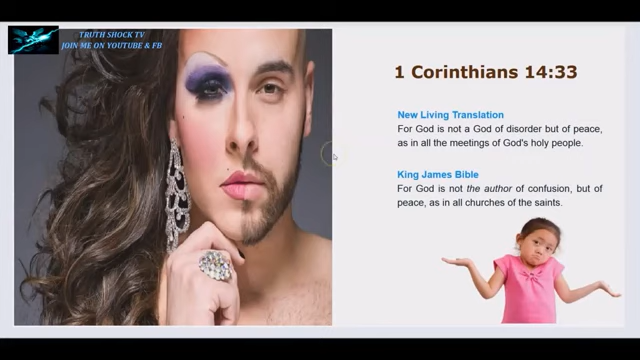 TRUTH SHOCK TV
JOIN ME ON YOUTUBE & FB
1 Corinthians 14:33
New Living Translation
For God is not a God of disorder but of peace,
as in all the meetings of God's holy people.
King James Bible
For God is not the author of confusion, but of
peace, as in all churches of the saints.